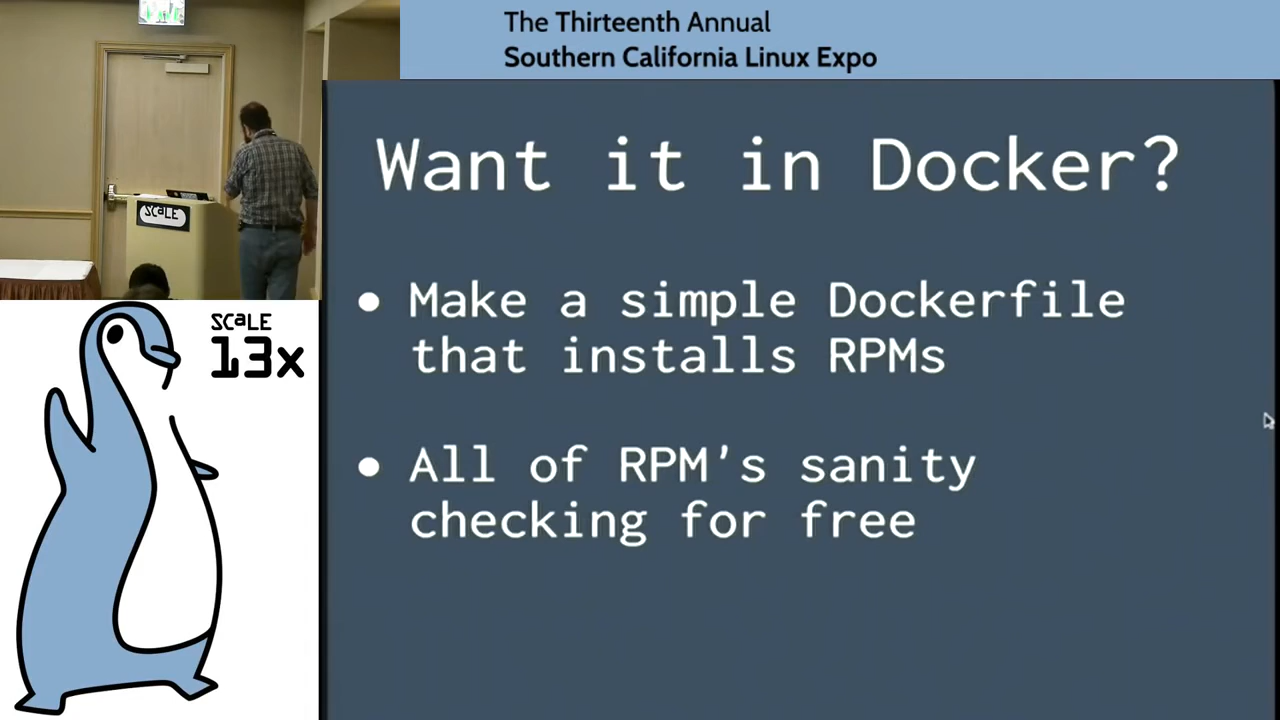 The Thirteenth Annual
Southern California Linux Expo
SCaLE
SCaLE
13x
Want it in Docker?
● Make a simple Dockerfile
that installs RPMs
● All of RPM's sanity
checking for free